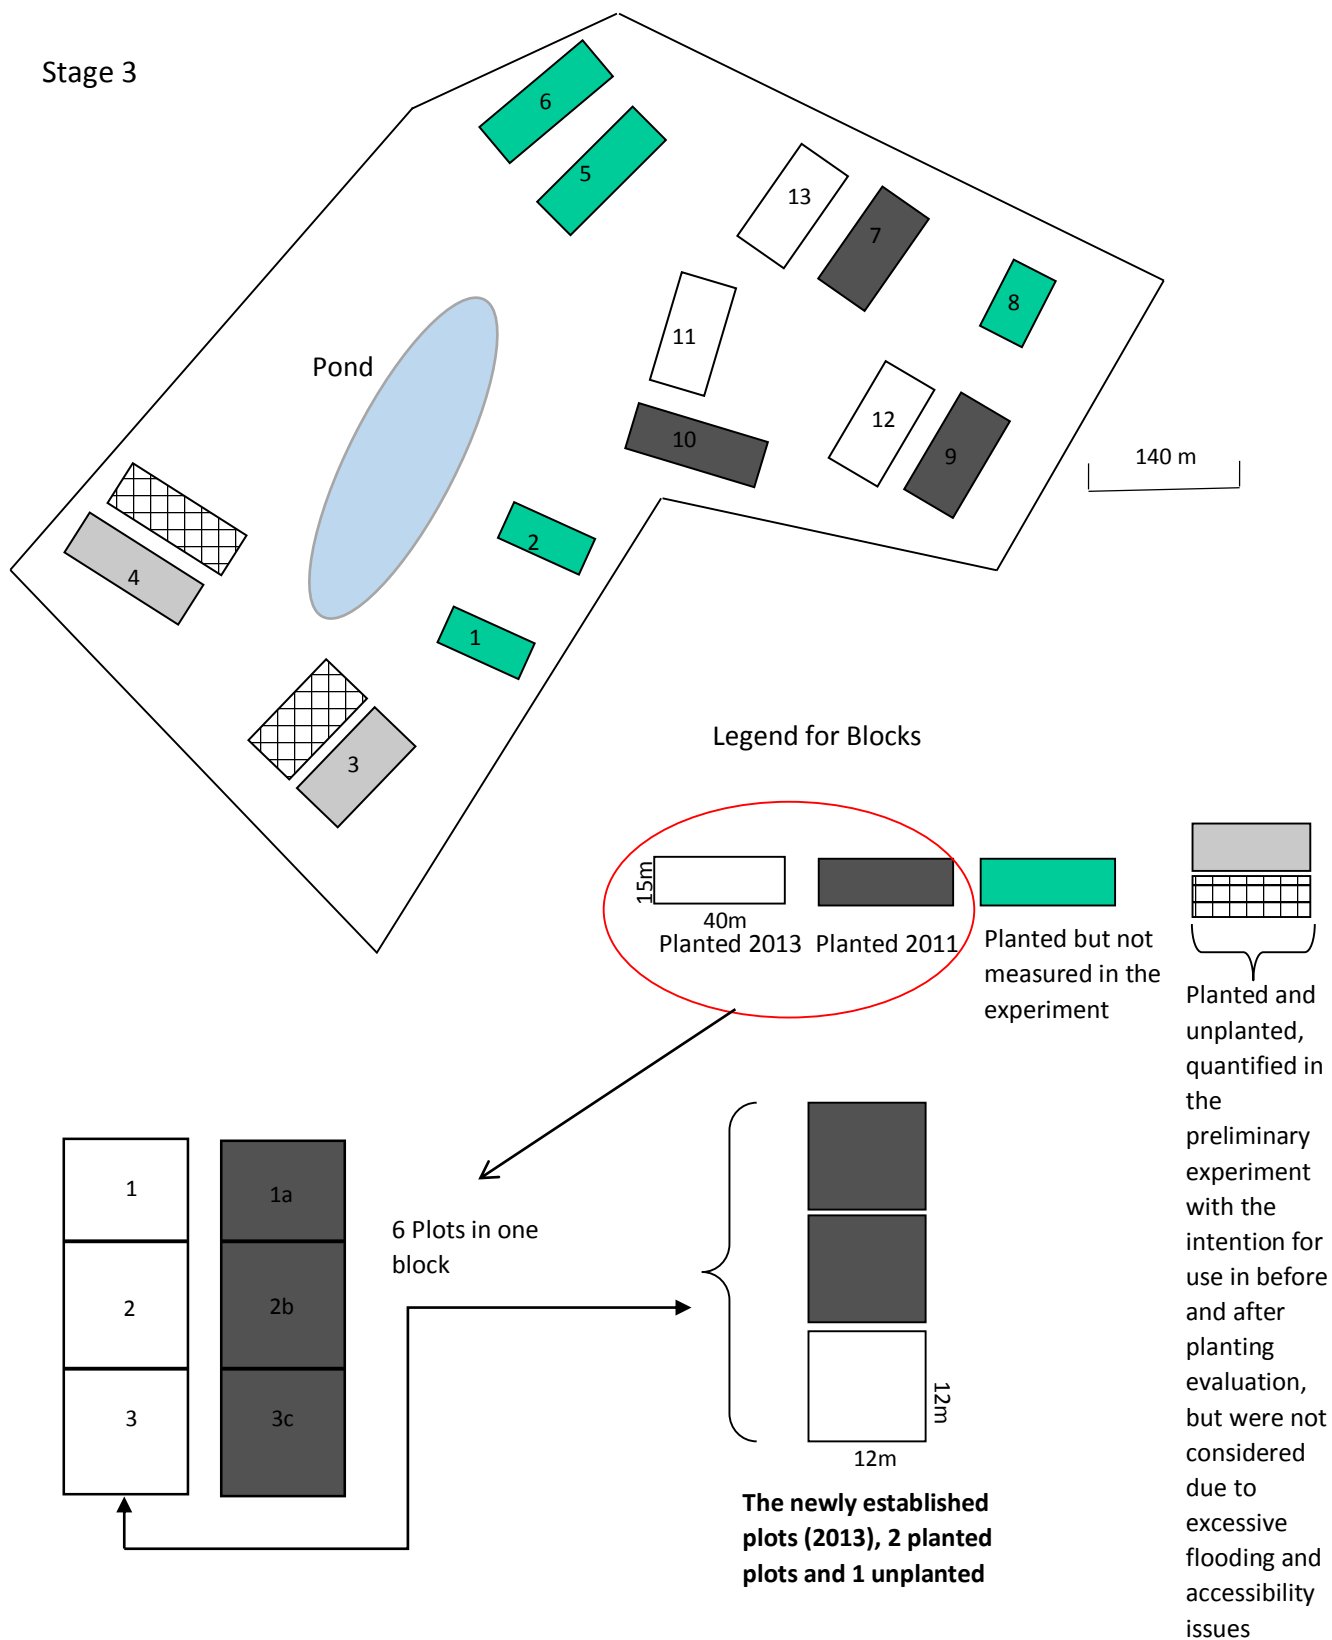 Stage 3
6
5
13
7
8
11
Pond
12
10
9
140 m
2
4
1
3
Legend for Blocks
15m
40m
Planted 2013
Planted 2011
Planted but not
measured in the
experiment
Planted and
unplanted,
quantified in
the
preliminary
experiment
with the
intention for
use in before
and after
planting
evaluation,
but were not
considered
due to
excessive
flooding and
accessibility
issues
1
1a
2
2b
3
3c
6 Plots in one
block
12m
12m
The newly established
plots (2013), 2 planted
plots and 1 unplanted